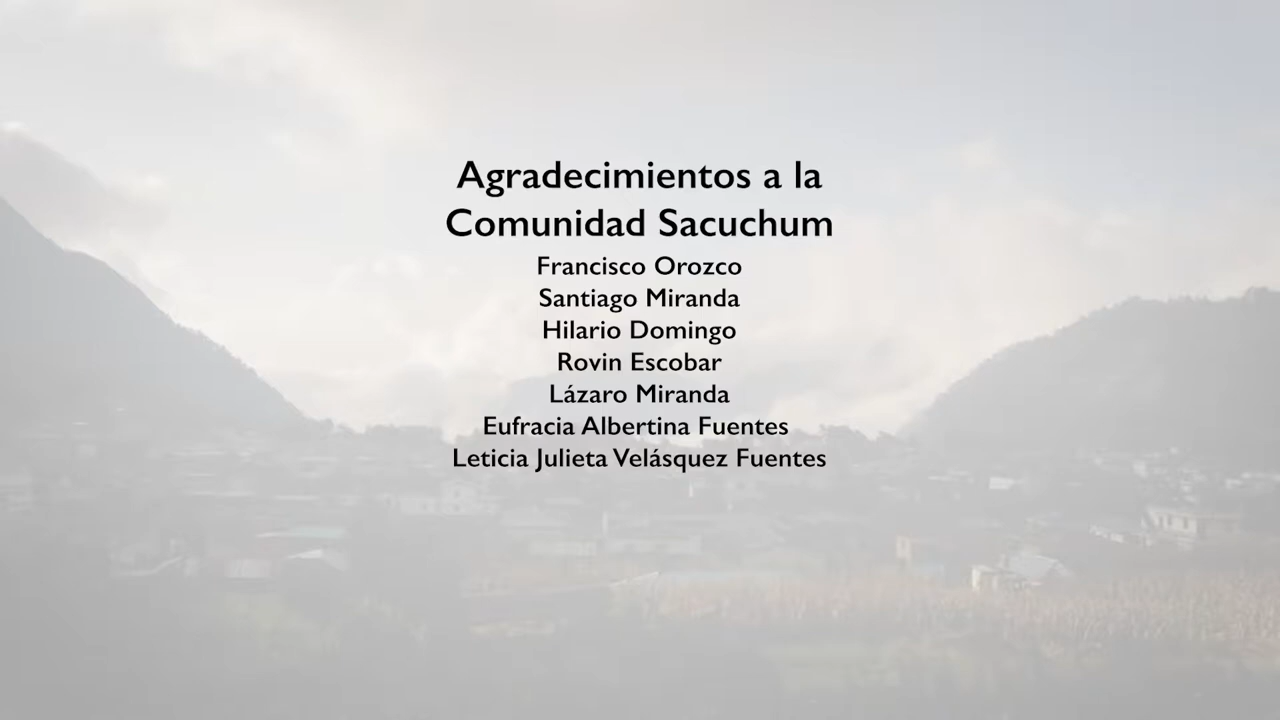 Agradecimientos a la
Comunidad Sacuchum
Francisco Orozco
Santiago Miranda
Hilario Domingo
Rovin Escobar
Lázaro Miranda
Eufracia Albertina Fuentes
Leticia Julieta Velásquez Fuentes